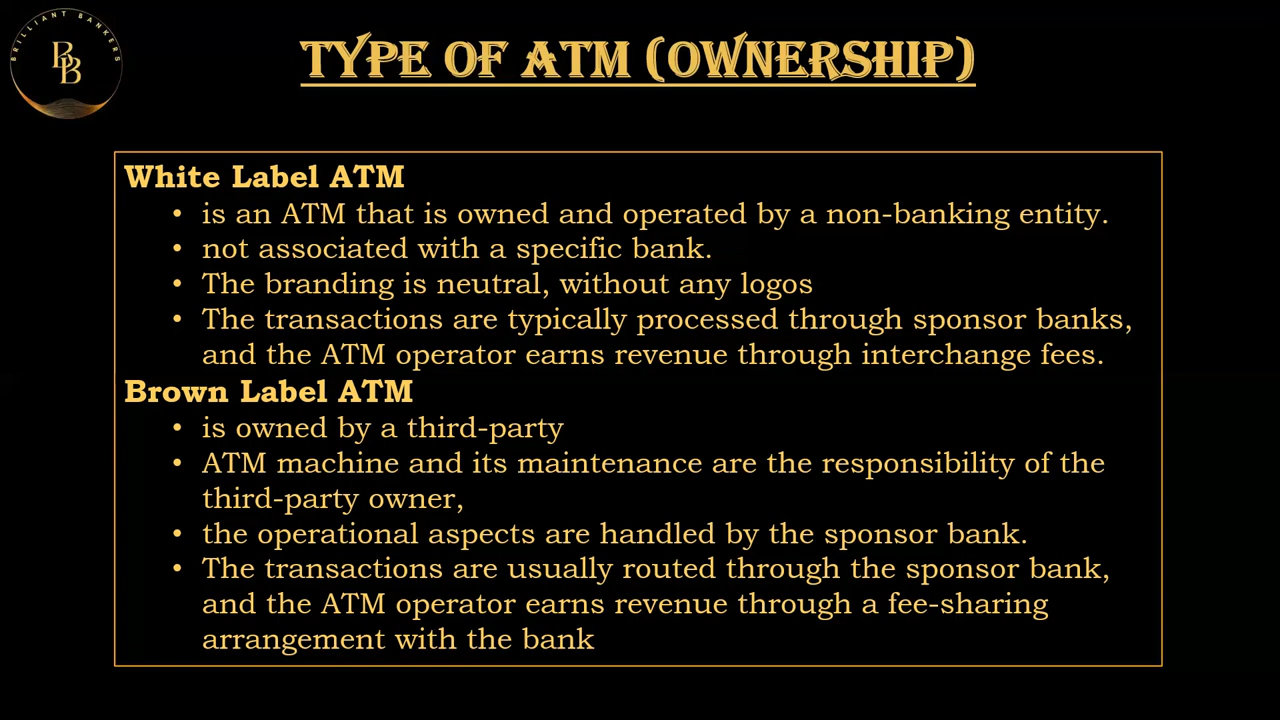 BRILLIANT BANKERS
BB
TYPE OF ATM (OWNERSHIP)
White Label ATM
• is an ATM that is owned and operated by a non-banking entity.
• not associated with a specific bank.
• The branding is neutral, without any logos
• The transactions are typically processed through sponsor banks,
and the ATM operator earns revenue through interchange fees.
Brown Label ATM
• is owned by a third-party
• ATM machine and its maintenance are the responsibility of the
third-party owner,
• the operational aspects are handled by the sponsor bank.
• The transactions are usually routed through the sponsor bank,
and the ATM operator earns revenue through a fee-sharing
arrangement with the bank